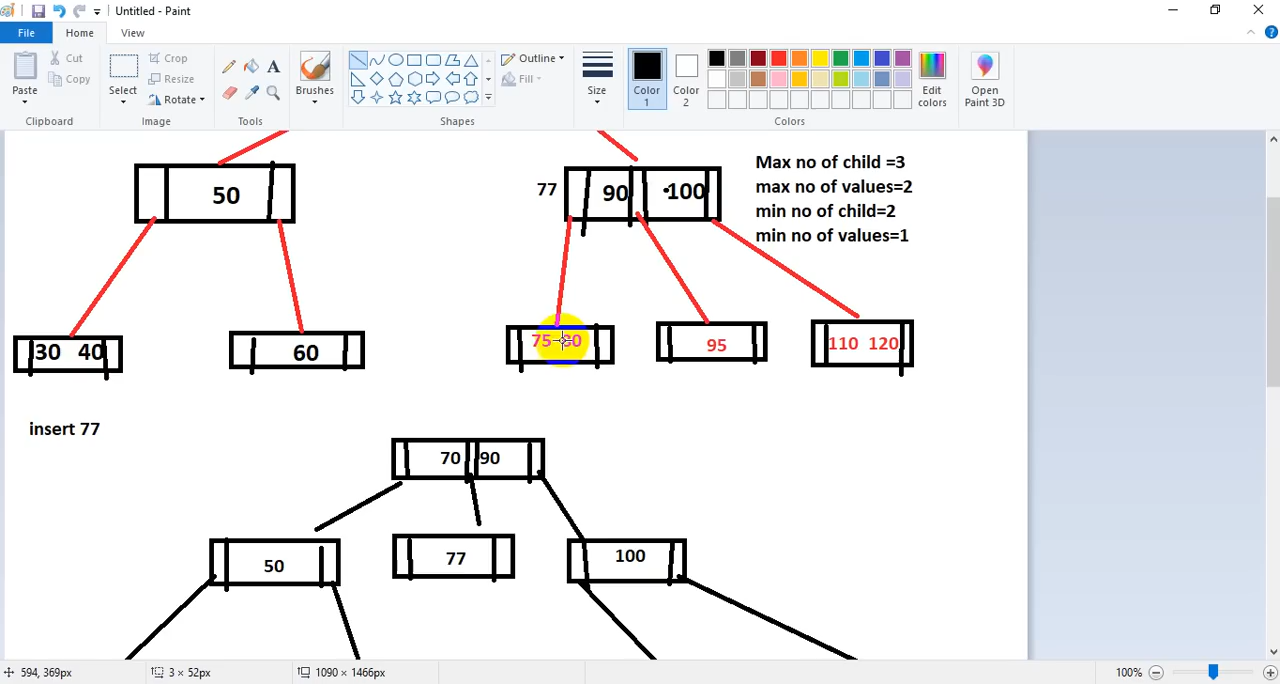 Untitled - Paint
File Home View
Cut
Copy
Paste
Clipboard
Crop
Resize
Rotate
Select
Image
A
Tools
Brushes
Outline
Fill
Shapes
Size
Color 1
Color 2
Edit colors
Colors
Open Paint 3D
50
77 90 100
Max no of child =3
max no of values=2
min no of child=2
min no of values=1
30 40
60
75 80
95
110 120
insert 77
70 90
50
77
100
594, 369px
3 × 52px
1090 × 1466px
100%